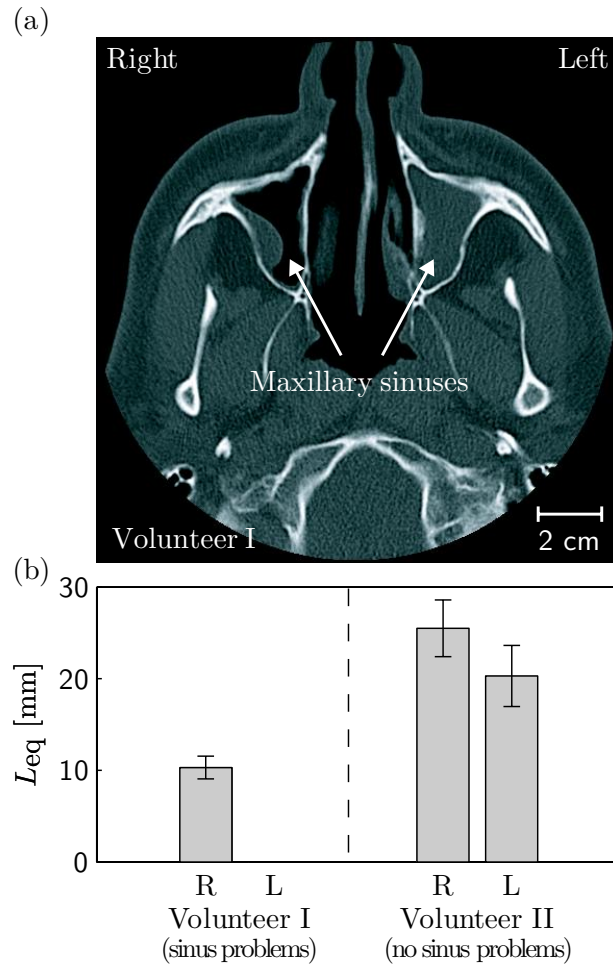 (a)
Right Left
Maxillary sinuses
Volunteer I
2 cm
(b)
30
20
10
0
Leq [mm]
R L R L
Volunteer I Volunteer II
(sinus problems) (no sinus problems)